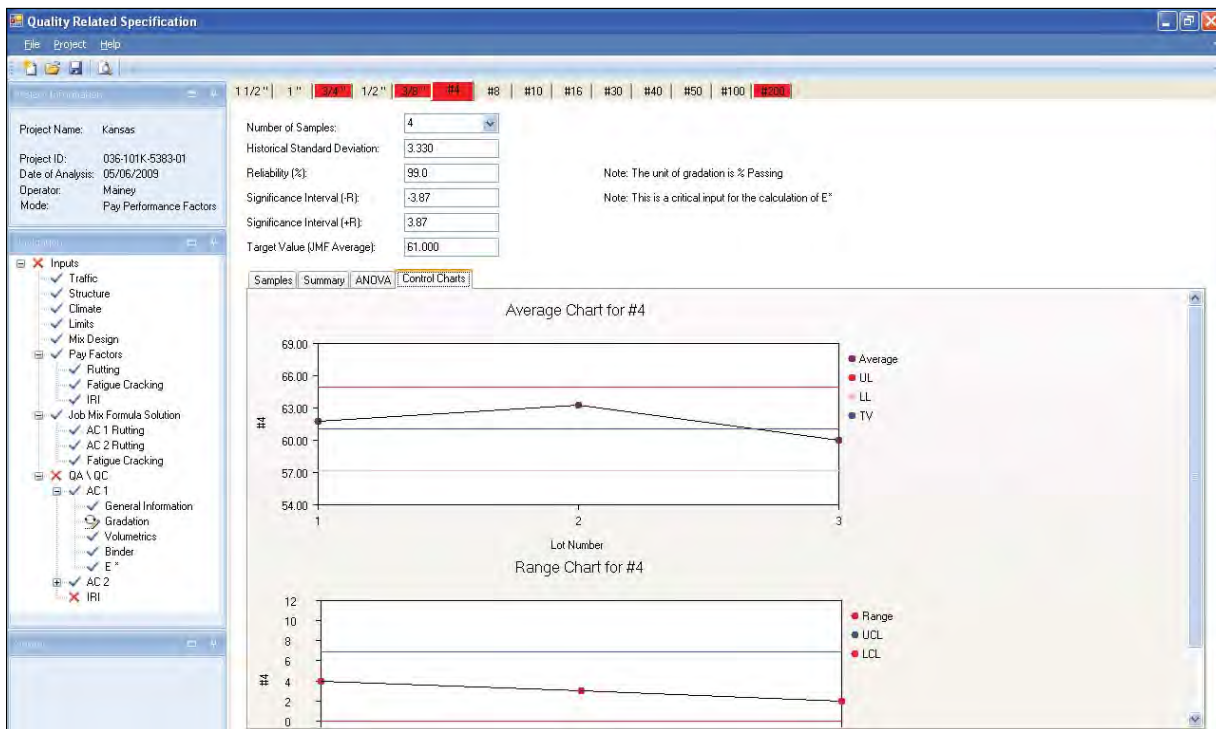 Quality Related Specification
File Project Help
Project Name: Kansas
Project ID: 036-101K-5383-01
Date of Analysis: 05/06/2009
Operator: Mainey
Mode: Pay Performance Factors
Inputs
Traffic
Structure
Climate
Limits
Mix Design
Pay Factors
Rutting
Fatigue Cracking
IRI
Job Mix Formula Solution
AC 1 Rutting
AC 2 Rutting
Fatigue Cracking
QA \ QC
AC 1
General Information
Gradation
Volumetrics
Binder
E *
AC 2
IRI
1 1/2" 1" 3/4" 1/2" 3/8" #4 #8 #10 #16 #30 #40 #50 #100 #200
Number of Samples: 4
Historical Standard Deviation: 3.330
Reliability (%): 99.0 Note: The unit of gradation is % Passing
Significance Interval (-R): -3.87 Note: This is a critical input for the calculation of E*
Significance Interval (+R): 3.87
Target Value (JMF Average): 61.000
Samples Summary ANOVA Control Charts
Average Chart for #4
69.00
66.00
63.00
60.00
57.00
54.00
#4
1 2 3
Lot Number
Average
UL
LL
TV
Range Chart for #4
12
10
8
6
4
2
0
#4
Range
UCL
LCL